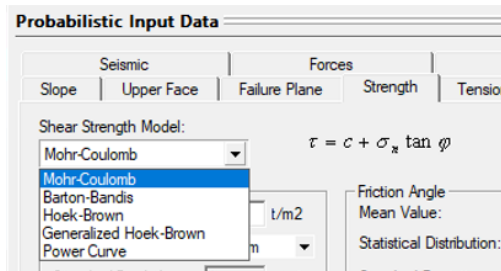 Probabilistic Input Data
Seismic Forces
Slope Upper Face Failure Plane Strength
Shear Strength Model:
Mohr-Coulomb
τ = c + σₙ tan φ
Mohr-Coulomb
Barton-Bandis
Hoek-Brown
Generalized Hoek-Brown
Power Curve
t/m2
Friction Angle
Mean Value:
Statistical Distribution: